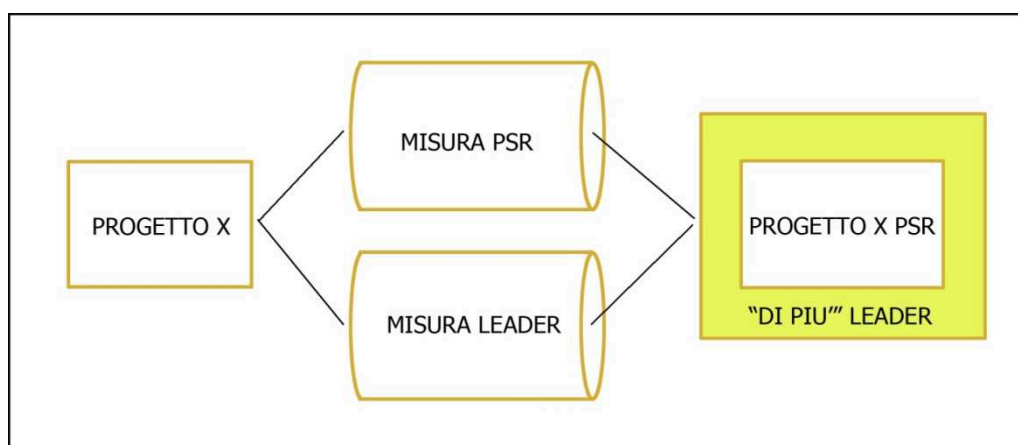 PROGETTO X
MISURA PSR
MISURA LEADER
PROGETTO X PSR
“DI PIU’” LEADER